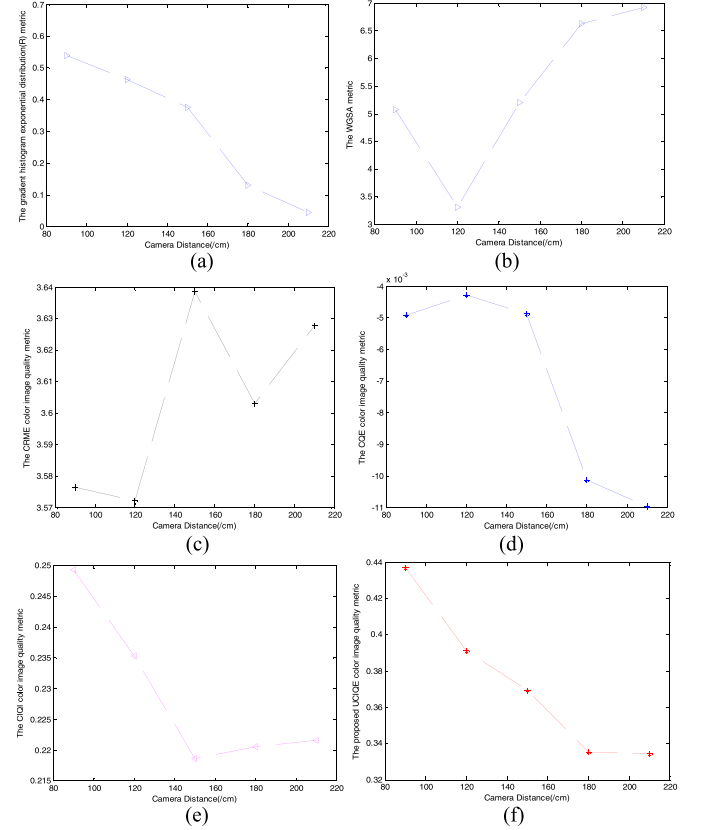 The gradient histogram exponential distribution(R) metric
0.7
0.6
0.5
0.4
0.3
0.2
0.1
0
80 100 120 140 160 180 200 220
Camera Distance(/cm)
(a)
The WGSA metric
7
6.5
6
5.5
5
4.5
4
3.5
3
80 100 120 140 160 180 200 220
Camera Distance(/cm)
(b)
The CRME color image quality metric
3.64
3.63
3.62
3.61
3.6
3.59
3.58
3.57
80 100 120 140 160 180 200 220
Camera Distance(/cm)
(c)
The CQE color image quality metric
x 10⁻³
-4
-5
-6
-7
-8
-9
-10
-11
80 100 120 140 160 180 200 220
Camera Distance(/cm)
(d)
The CIQI color image quality metric
0.25
0.245
0.24
0.235
0.23
0.225
0.22
0.215
80 100 120 140 160 180 200 220
Camera Distance(/cm)
(e)
The proposed UCIQE color image quality metric
0.44
0.42
0.4
0.38
0.36
0.34
0.32
80 100 120 140 160 180 200 220
Camera Distance(/cm)
(f)